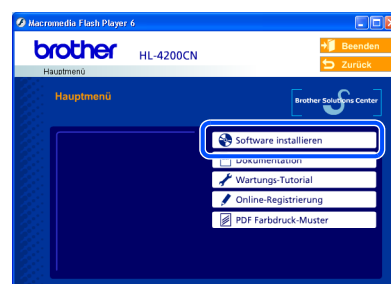 Macromedia Flash Player 6
brother
HL-4200CN
Beenden
Zurück
Hauptmenü
Hauptmenü
Brother Solutions Center
Software installieren
Dokumentation
Wartungs-Tutorial
Online-Registrierung
PDF Farbdruck-Muster